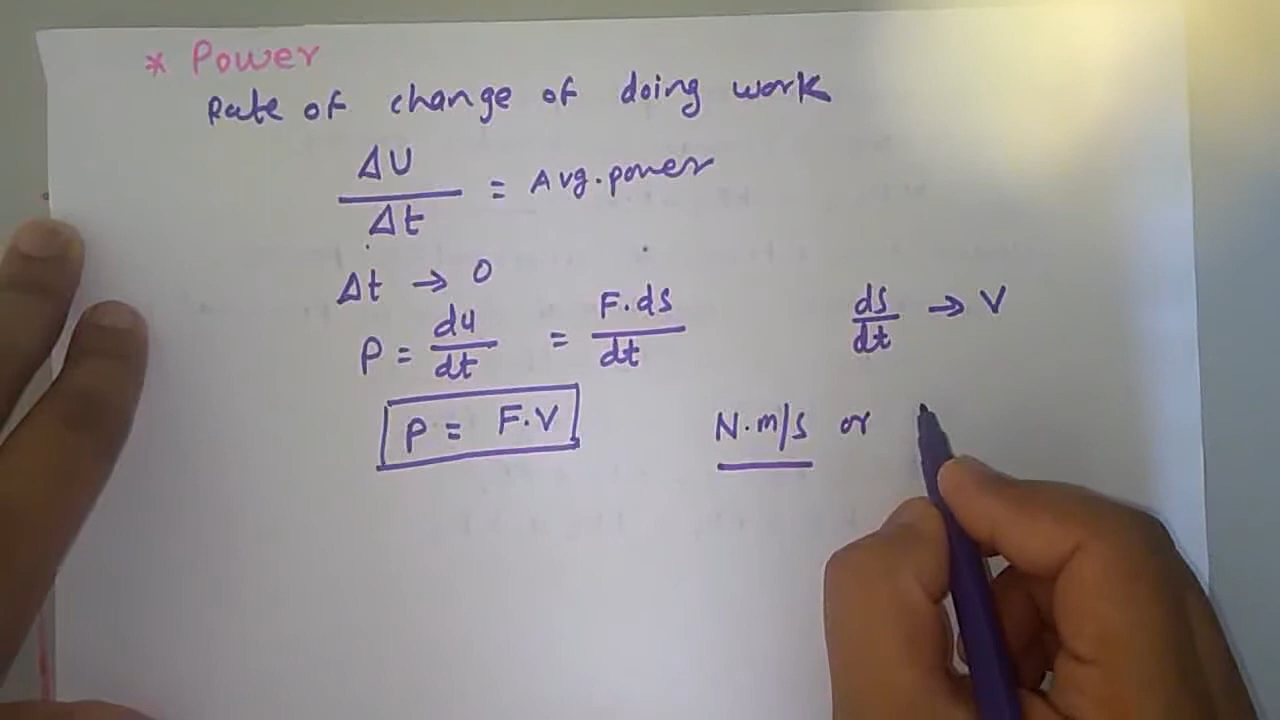 * Power
Rate of change of doing work
ΔU
Δt
= Avg. power
Δt → 0
P = du/dt = F.ds/dt
ds/dt → V
P = F.V
N.m/s or